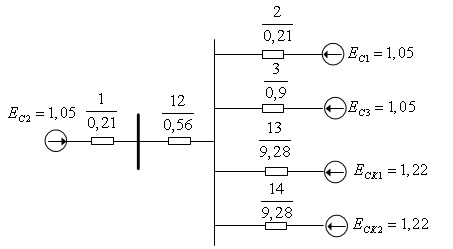 2
0,21
E_C1 = 1,05
3
0,9
E_C3 = 1,05
E_C2 = 1,05
1
0,21
12
0,56
13
9,28
E_CK1 = 1,22
14
9,28
E_CK2 = 1,22